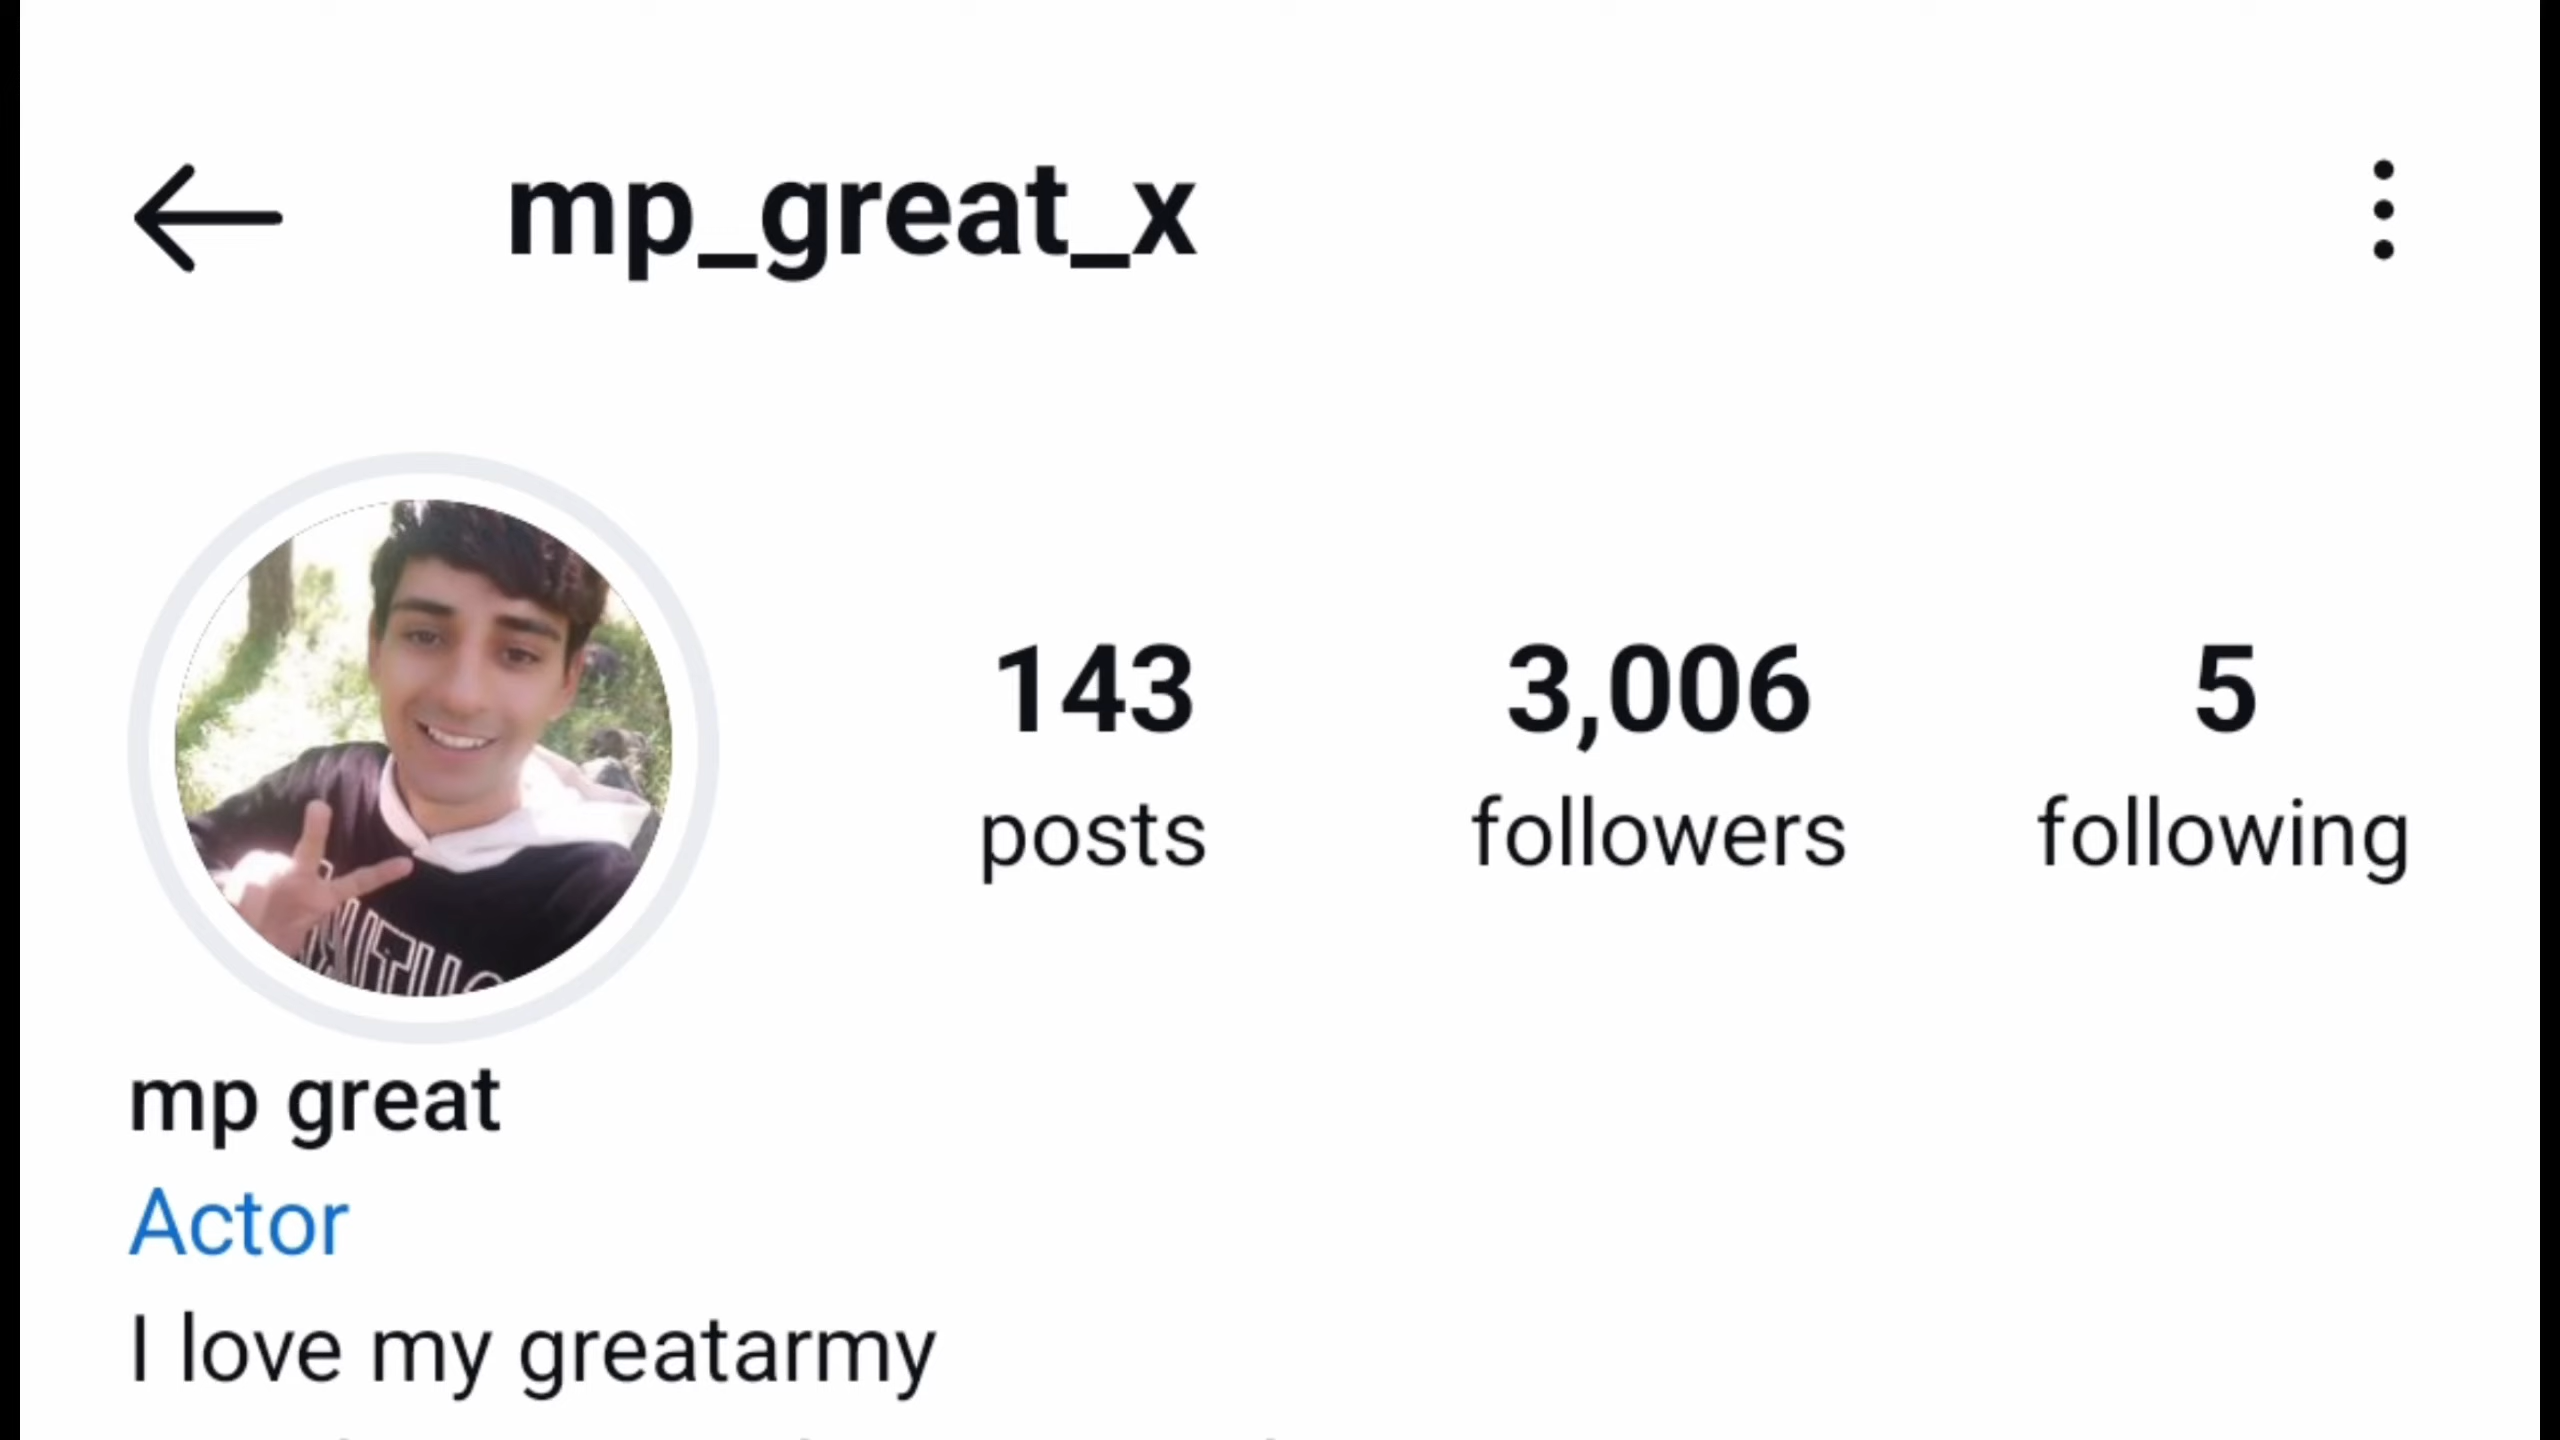 mp_great_x
143 3,006 5
posts followers following
mp great
Actor
I love my greatarmy